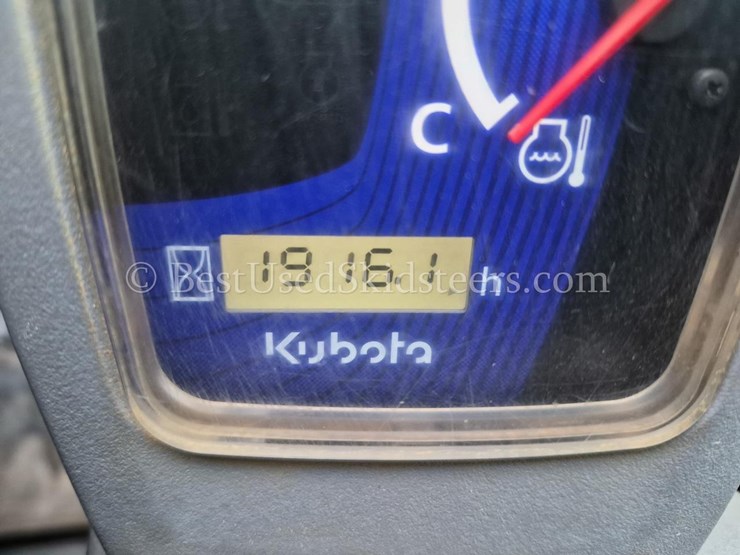 C
1916.1 h
© BestUsedSkidsteers.com
Kubota